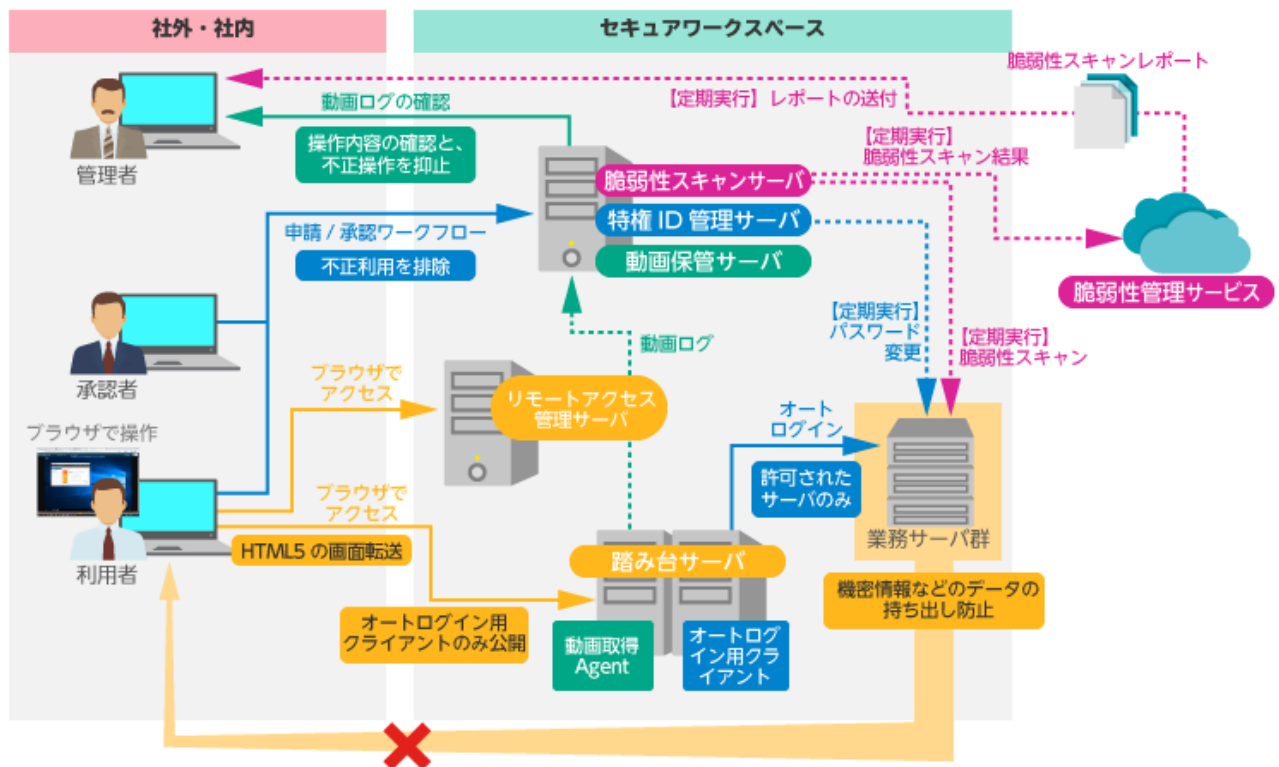 社外・社内
セキュアワークスペース
脆弱性スキャンレポート
【定期実行】レポートの送付
動画ログの確認
操作内容の確認と、
不正操作を抑止
管理者
【定期実行】
脆弱性スキャン結果
脆弱性スキャンサーバ
特権 ID 管理サーバ
動画保管サーバ
申請 / 承認ワークフロー
不正利用を排除
脆弱性管理サービス
【定期実行】
パスワード
変更
【定期実行】
脆弱性スキャン
動画ログ
承認者
ブラウザで
アクセス
リモートアクセス
管理サーバ
オート
ログイン
許可された
サーバのみ
ブラウザで操作
ブラウザで
アクセス
HTML5 の画面転送
利用者
業務サーバ群
踏み台サーバ
機密情報などのデータの
持ち出し防止
オートログイン用
クライアントのみ公開
動画取得
Agent
オートログ
イン用クラ
イアント